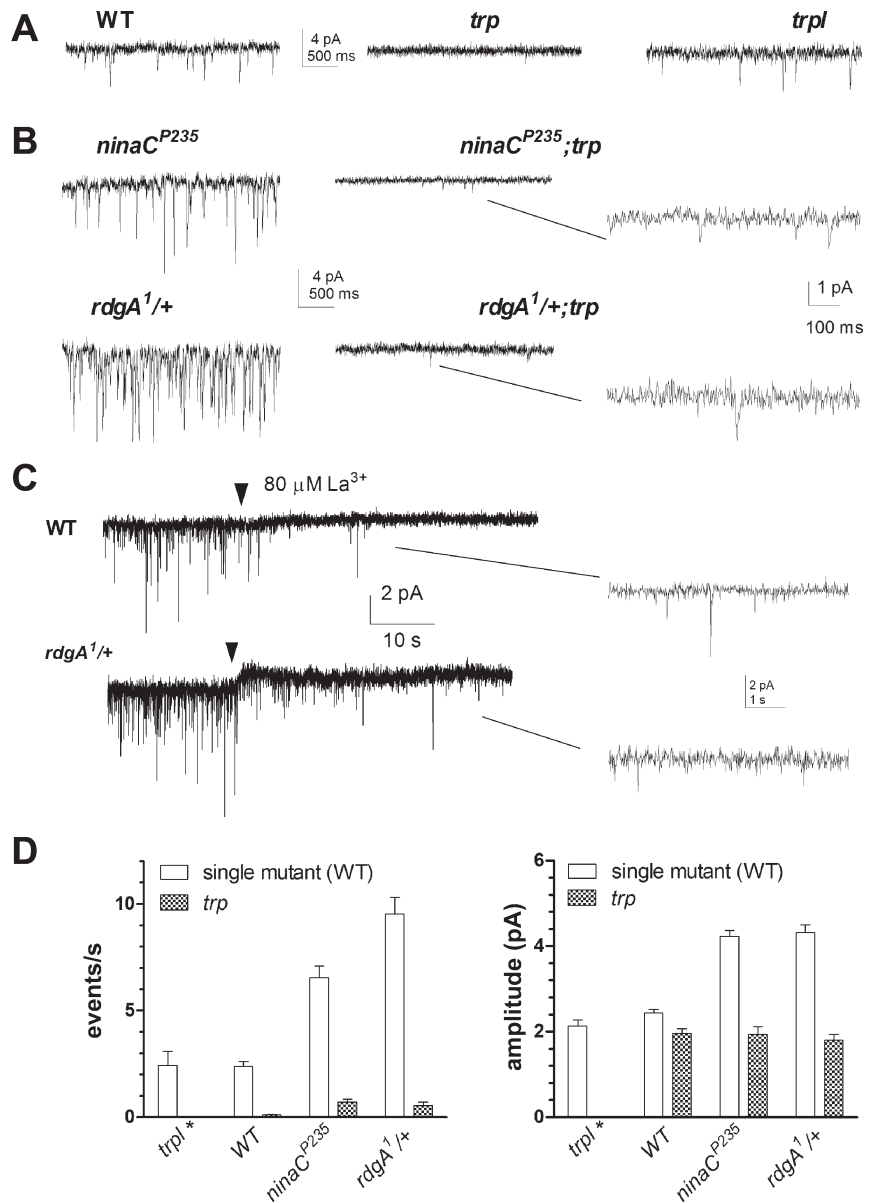 A
WT
trp
trpl
4 pA
500 ms
B
ninaC^P235
ninaC^P235;trp
4 pA
500 ms
1 pA
100 ms
rdgA^1/+
rdgA^1/+;trp
C
80 μM La^3+
WT
2 pA
10 s
rdgA^1/+
2 pA
1 s
D
single mutant (WT)
trp
events/s
10
5
0
trpl *
WT
ninaC^P235
rdgA^1/+
single mutant (WT)
trp
amplitude (pA)
6
4
2
0
trpl *
WT
ninaC^P235
rdgA^1/+